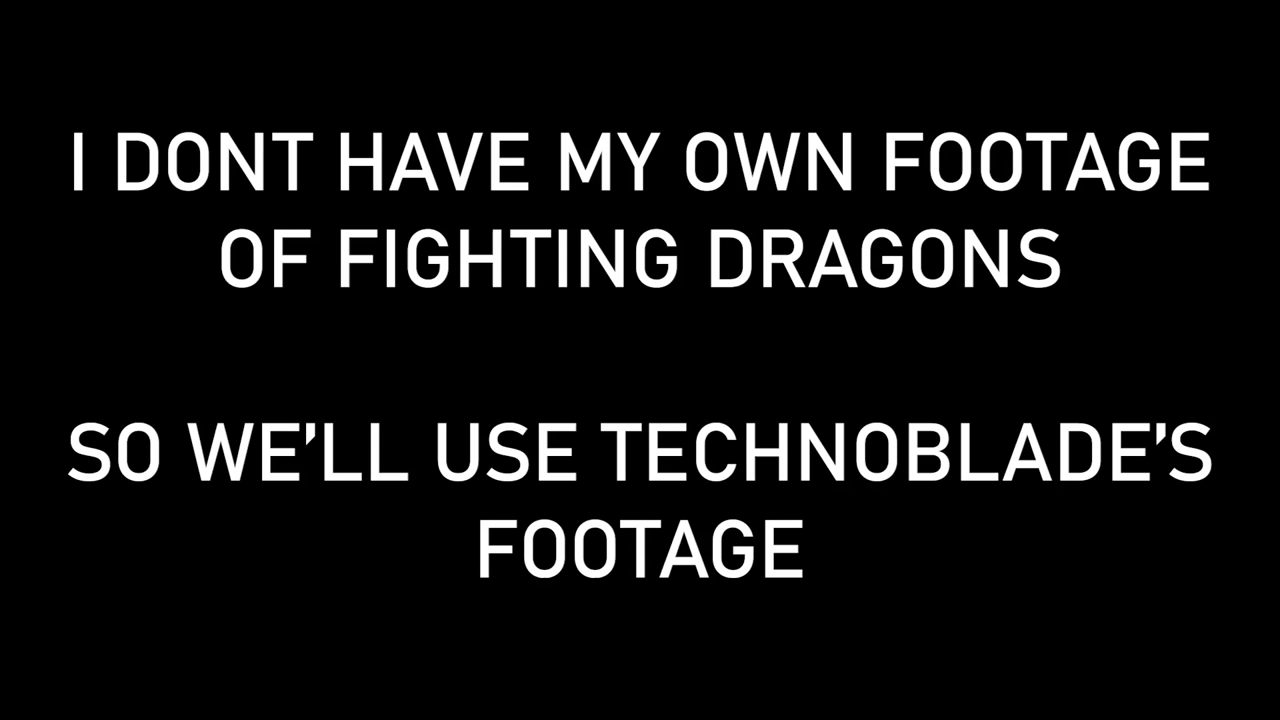 I DONT HAVE MY OWN FOOTAGE
OF FIGHTING DRAGONS
SO WE’LL USE TECHNOBLADE’S
FOOTAGE